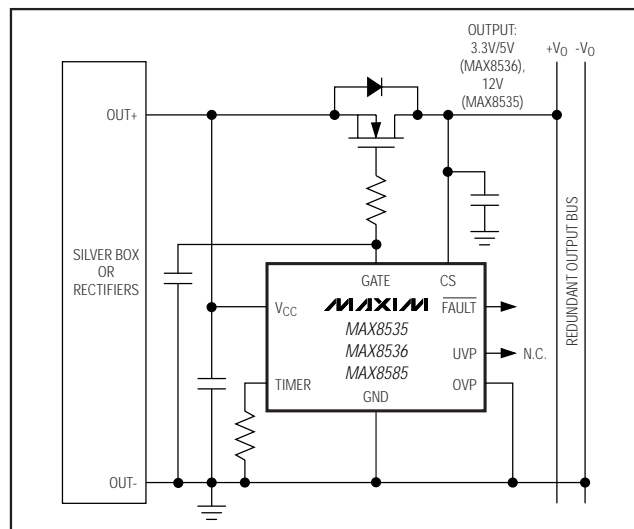 OUTPUT:
3.3V/5V
(MAX8536),
12V
(MAX8535)
+VO -VO
OUT+
SILVER BOX
OR
RECTIFIERS
GATE CS
VCC
MAXIM
FAULT
MAX8535
MAX8536
UVP
N.C.
MAX8585
TIMER
OVP
GND
OUT-
REDUNDANT OUTPUT BUS